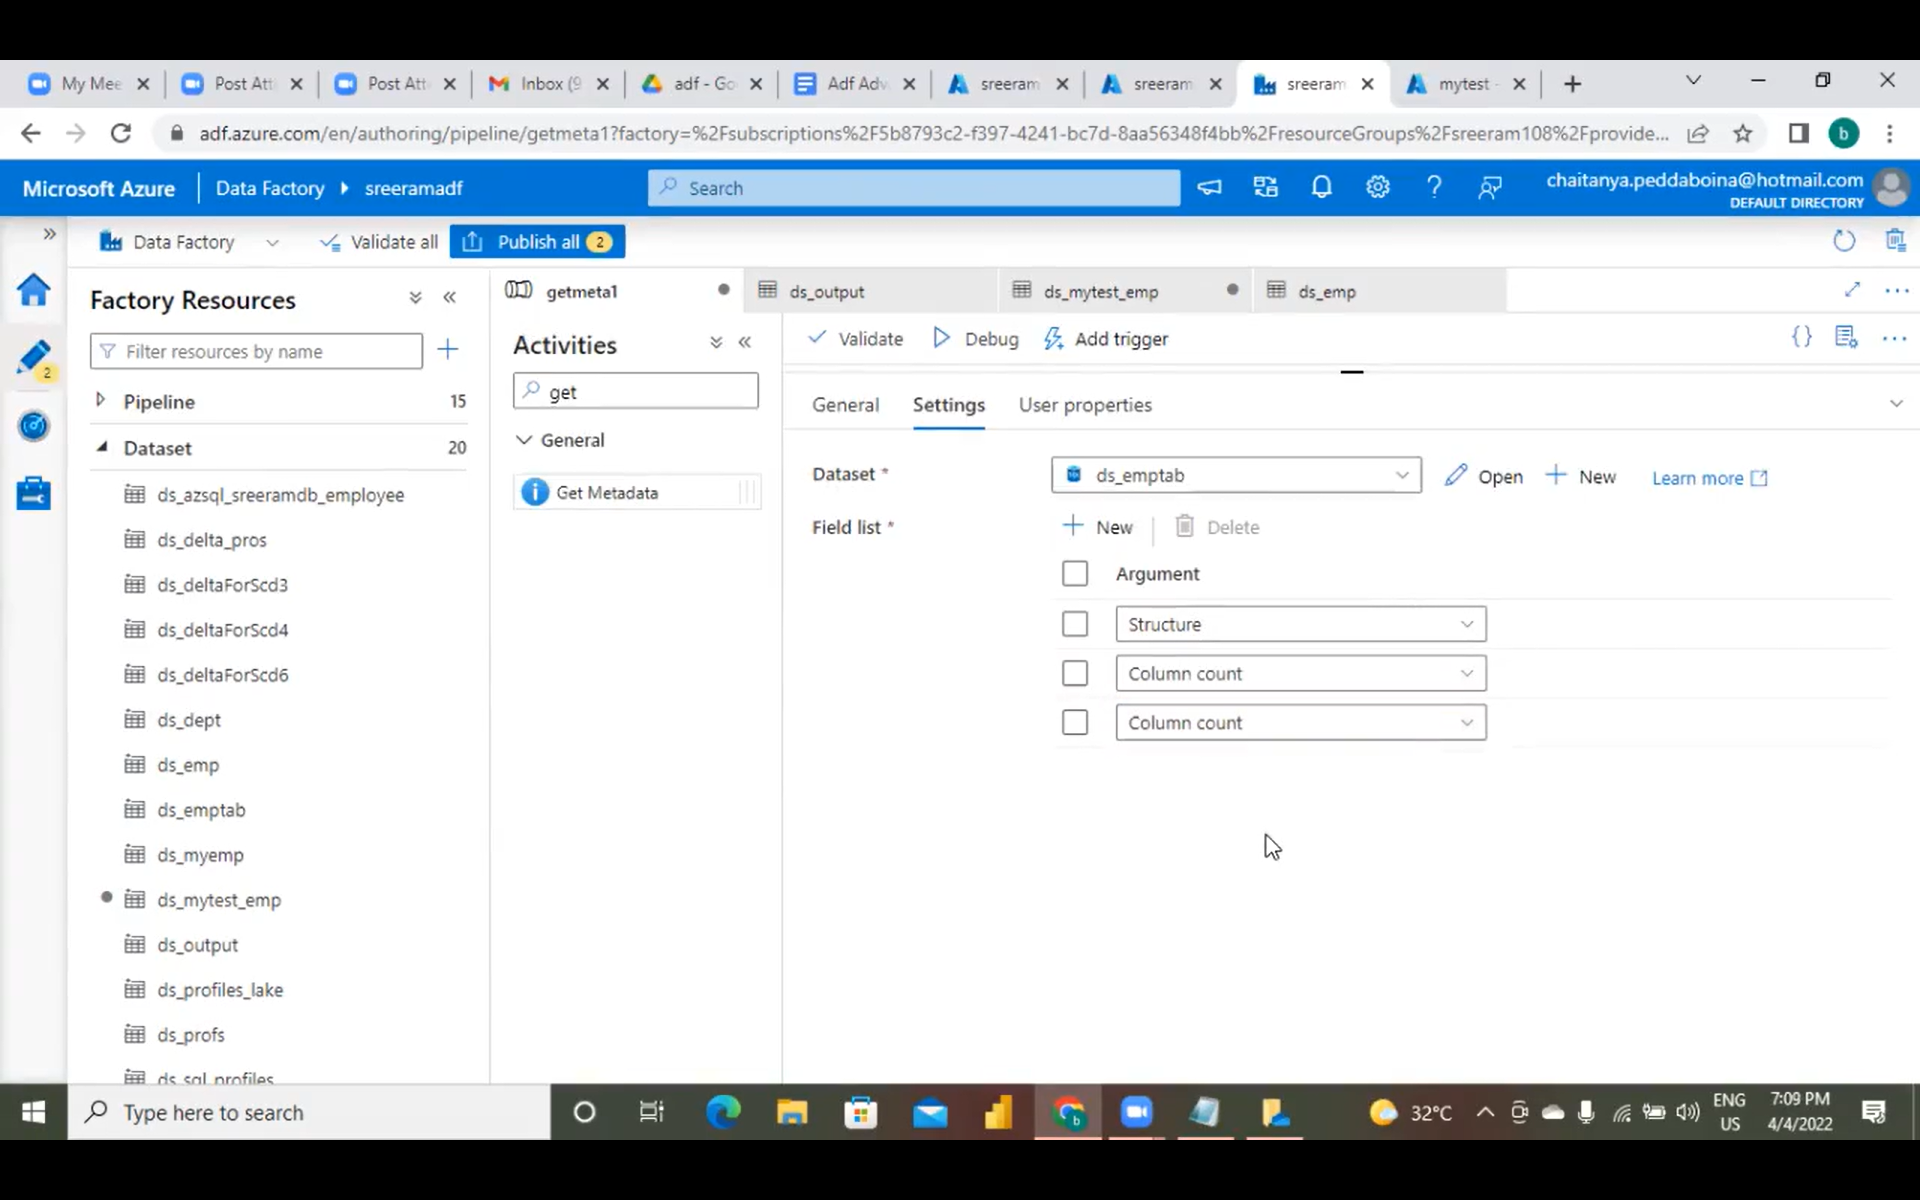 My Mee
Post Att
Post Att
Inbox (9
adf - Go
Adf Adv
sreeram
sreeram
sreeram
mytest -
adf.azure.com/en/authoring/pipeline/getmeta1?factory=%2Fsubscriptions%2F5b8793c2-f397-4241-bc7d-8aa56348f4bb%2FresourceGroups%2Fsreeram108%2Fprovide...
b
Microsoft Azure
Data Factory
sreeramadf
Search
chaitanya.peddaboina@hotmail.com
DEFAULT DIRECTORY
Data Factory
Validate all
Publish all 2
Factory Resources
Filter resources by name
2
Pipeline 15
Dataset 20
ds_azsql_sreeramdb_employee
ds_delta_pros
ds_deltaForScd3
ds_deltaForScd4
ds_deltaForScd6
ds_dept
ds_emp
ds_emptab
ds_myemp
ds_mytest_emp
ds_output
ds_profiles_lake
ds_profs
ds_sql_profiles
getmeta1
ds_output
ds_mytest_emp
ds_emp
Activities
get
General
Get Metadata
Validate
Debug
Add trigger
General
Settings
User properties
Dataset *
ds_emptab
Open
New
Learn more
Field list *
New
Delete
Argument
Structure
Column count
Column count
Type here to search
32°C
ENG
US
7:09 PM
4/4/2022